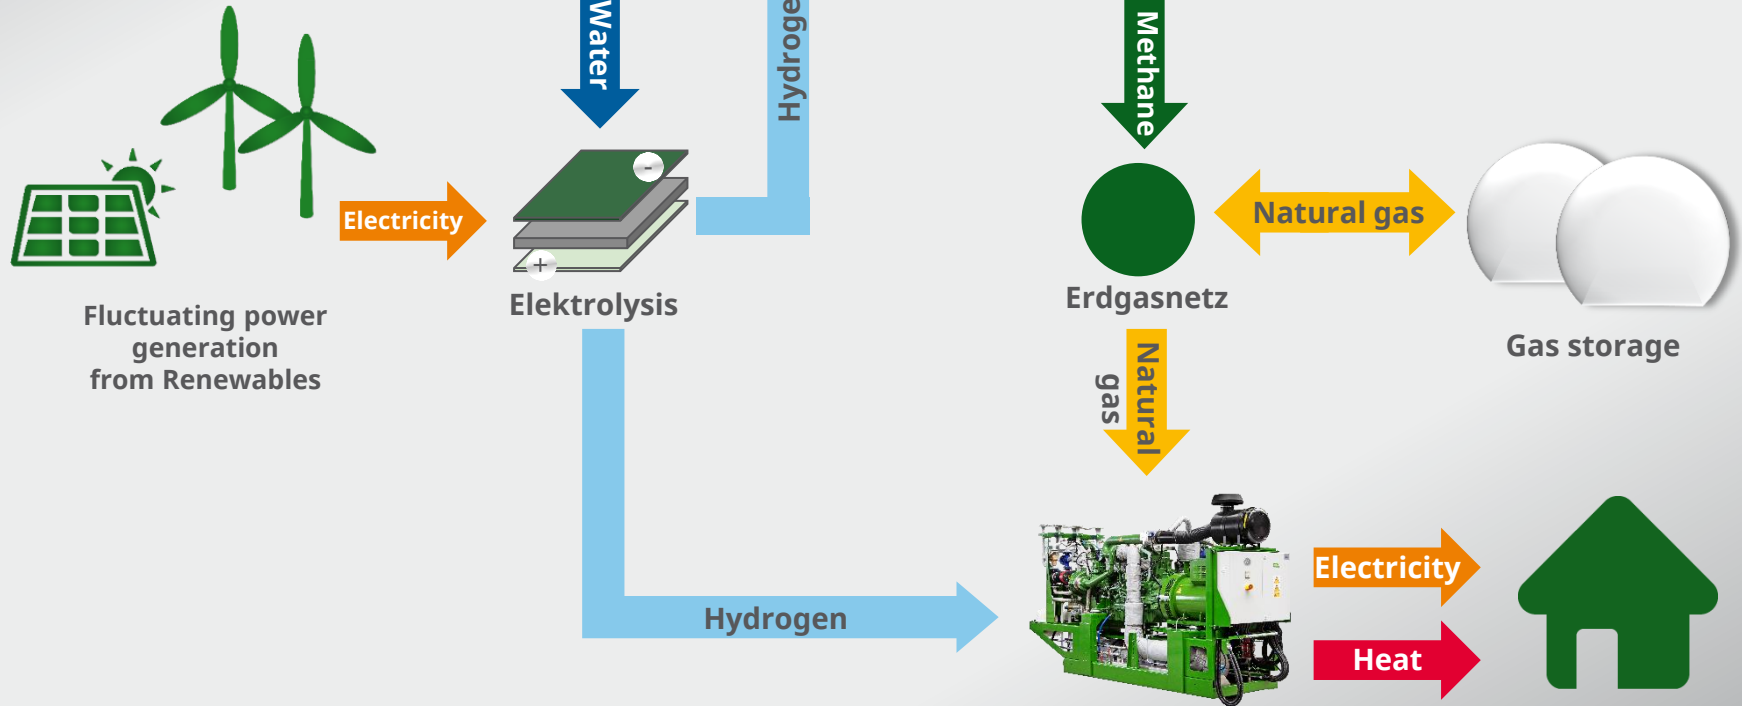 Water
Hydroge
Methane
Electricity
-
+
Natural gas
Elektrolysis
Erdgasnetz
Fluctuating power
generation
from Renewables
Gas storage
Natural
gas
Hydrogen
Electricity
Heat